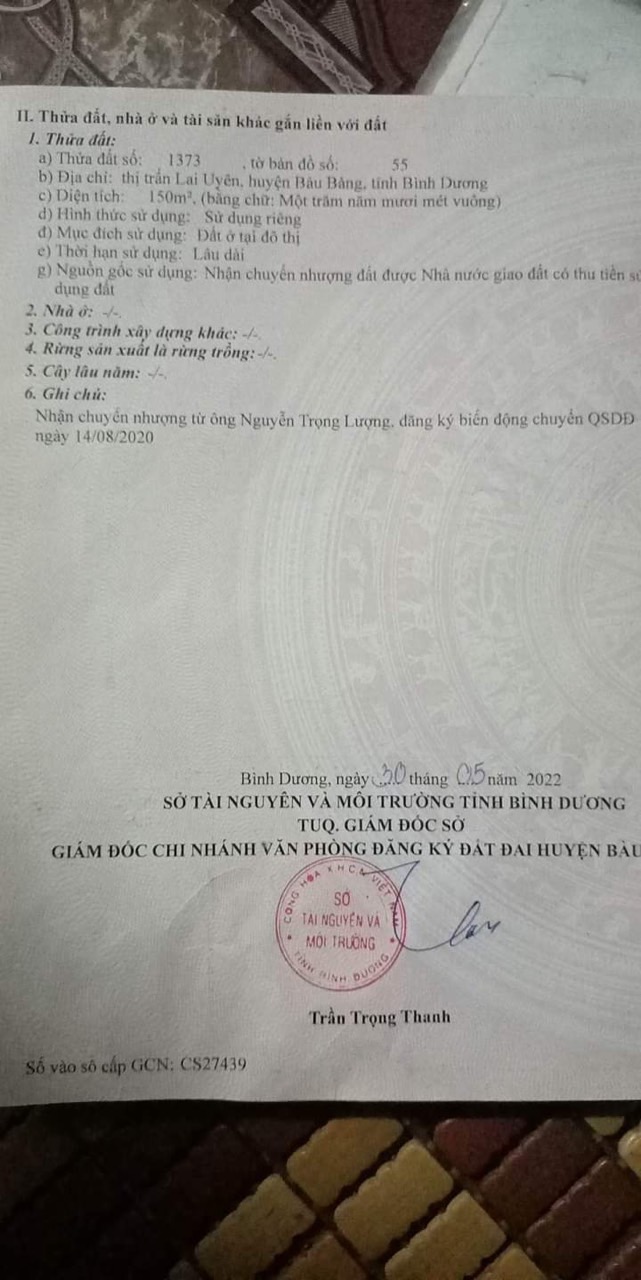 II. Thửa đất, nhà ở và tài sản khác gắn liền với đất
1. Thửa đất:
a) Thửa đất số: 1373 , tờ bản đồ số: 55
b) Địa chỉ: thị trấn Lai Uyên, huyện Bàu Bàng, tỉnh Bình Dương
c) Diện tích: 150m², (bằng chữ: Một trăm năm mươi mét vuông)
d) Hình thức sử dụng: Sử dụng riêng
đ) Mục đích sử dụng: Đất ở tại đô thị
e) Thời hạn sử dụng: Lâu dài
g) Nguồn gốc sử dụng: Nhận chuyển nhượng đất được Nhà nước giao đất có thu tiền sử
dụng đất
2. Nhà ở: -/-.
3. Công trình xây dựng khác: -/-.
4. Rừng sản xuất là rừng trồng: -/-.
5. Cây lâu năm: -/-.
6. Ghi chú:
Nhận chuyển nhượng từ ông Nguyễn Trọng Lượng, đăng ký biến động chuyển QSDĐ
ngày 14/08/2020
Bình Dương, ngày 30 tháng 05 năm 2022
SỞ TÀI NGUYÊN VÀ MÔI TRƯỜNG TỈNH BÌNH DƯƠNG
TUQ. GIÁM ĐỐC SỞ
GIÁM ĐỐC CHI NHÁNH VĂN PHÒNG ĐĂNG KÝ ĐẤT ĐAI HUYỆN BÀU
CỘNG HÒA X.H.C.N VIỆT NAM
SỞ
TÀI NGUYÊN VÀ
MÔI TRƯỜNG
TỈNH BÌNH DƯƠNG
Trần Trọng Thanh
Số vào sổ cấp GCN: CS27439